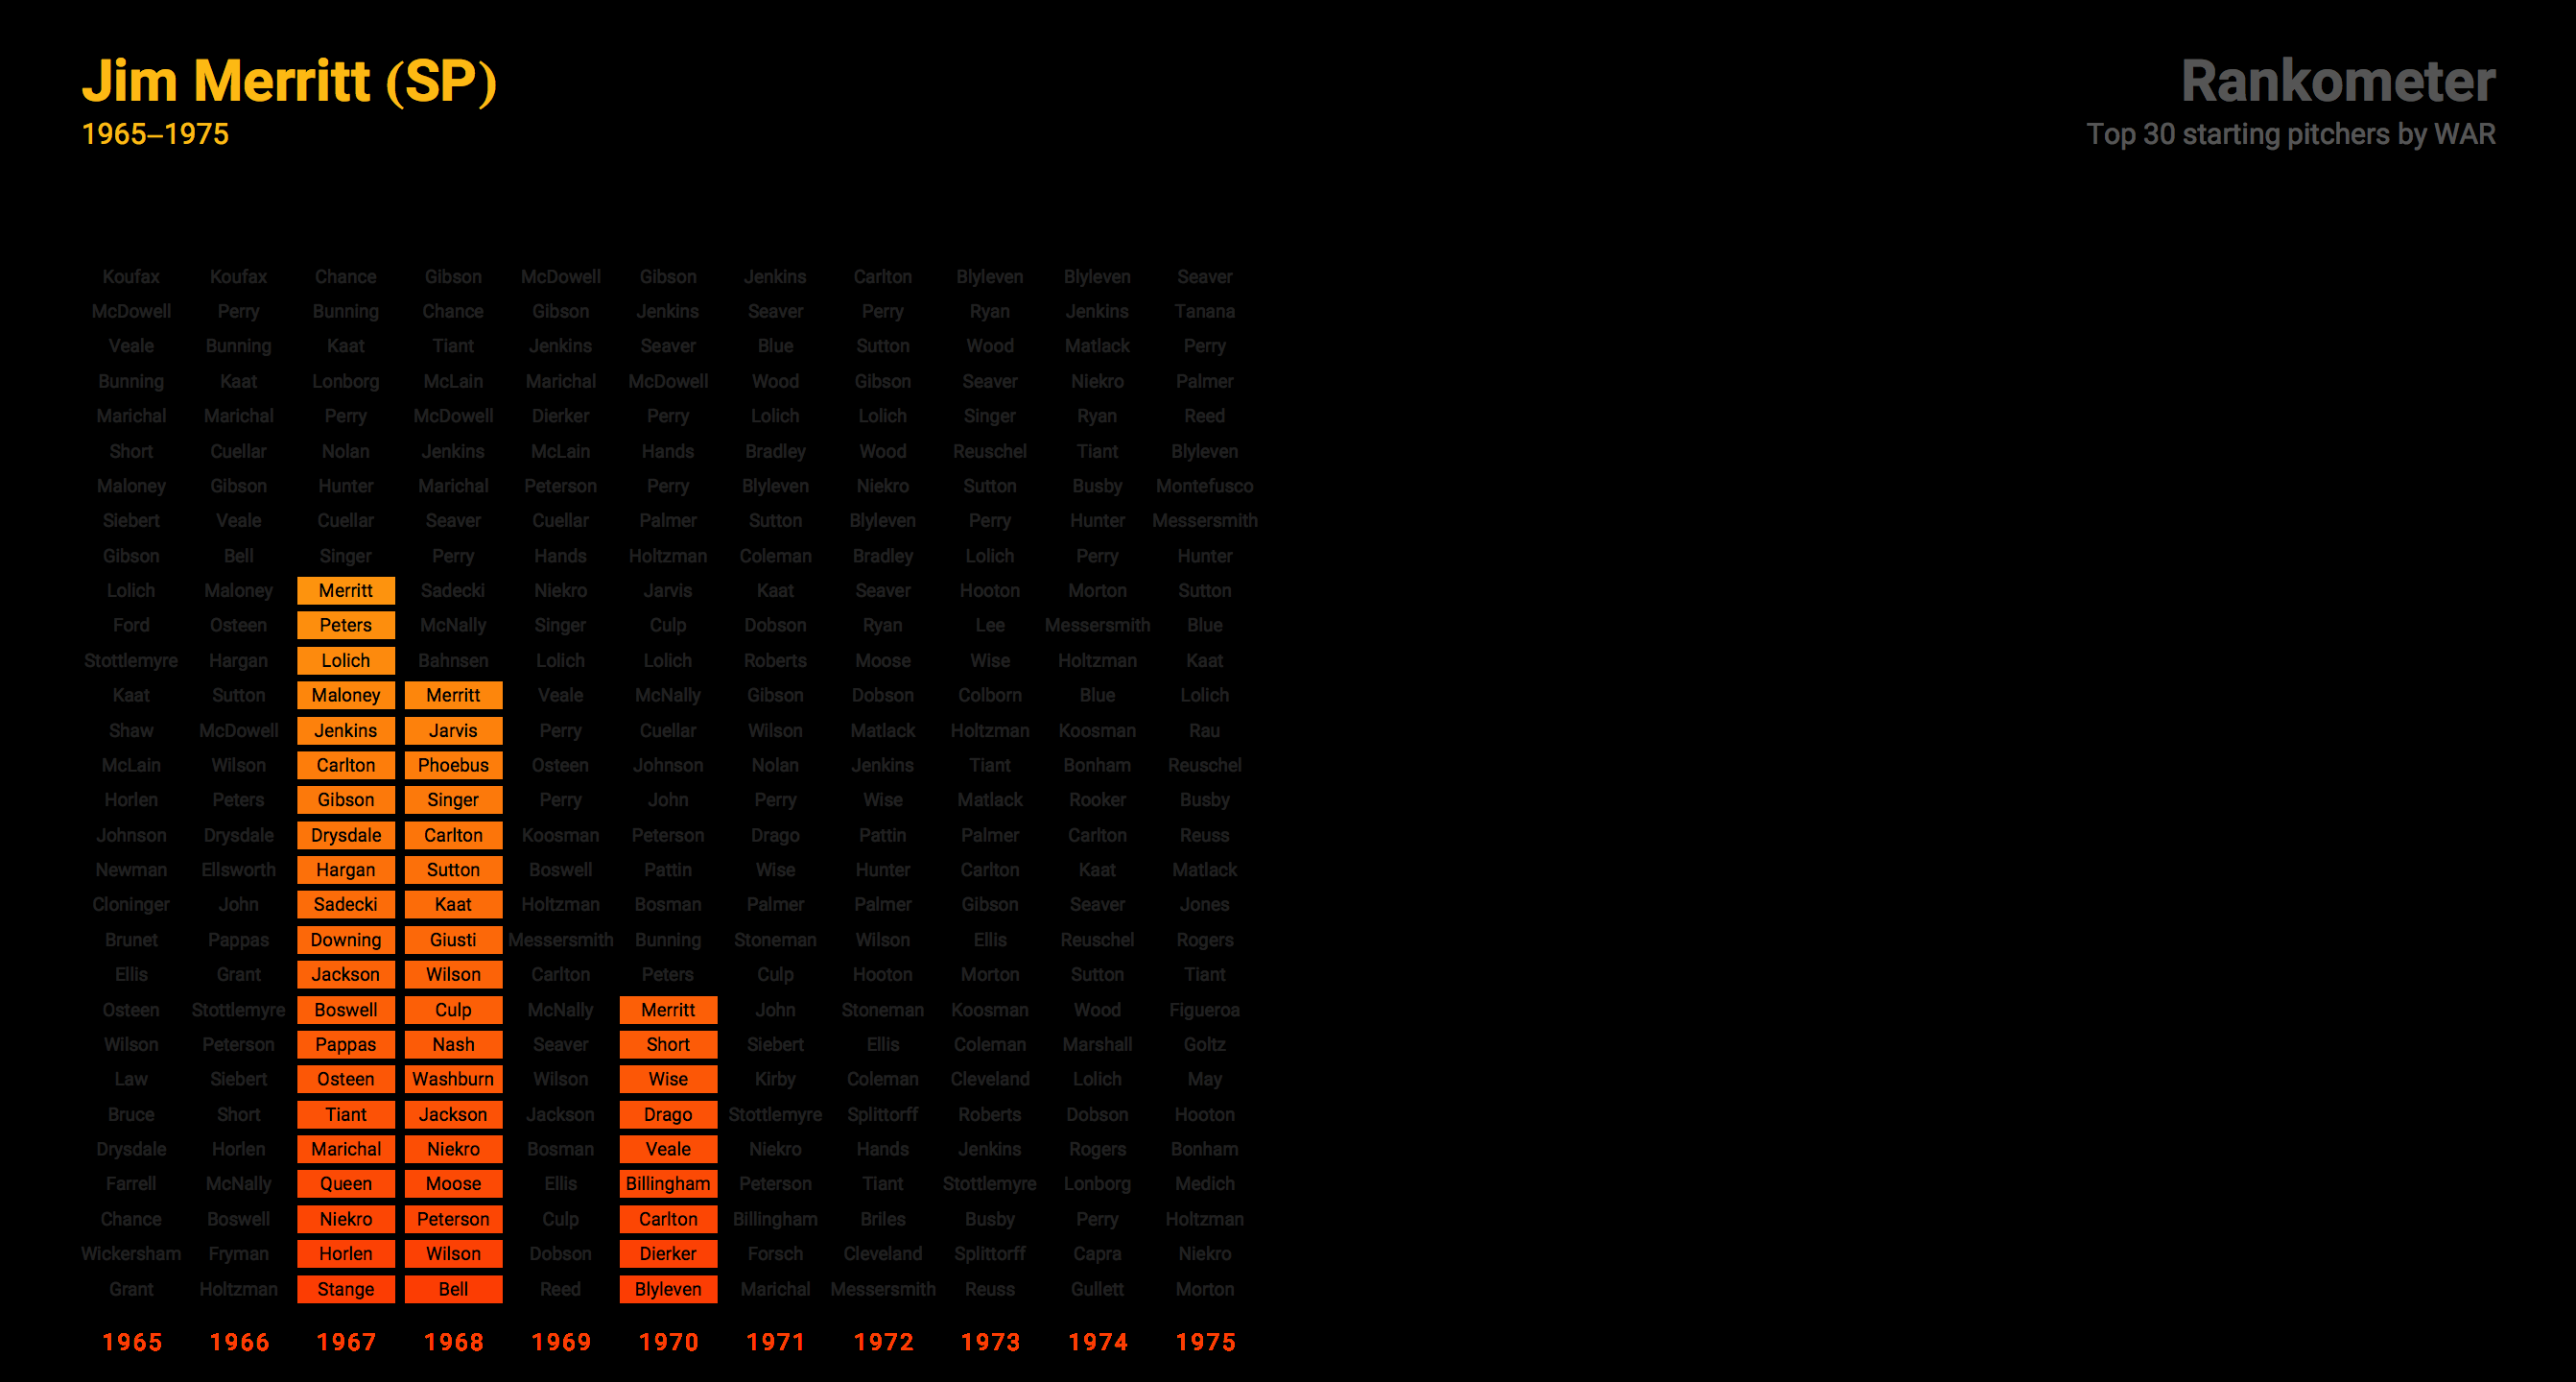 Jim Merritt (SP)
1965–1975
Rankometer
Top 30 starting pitchers by WAR
Koufax Koufax Chance Gibson McDowell Gibson Jenkins Carlton Blyleven Blyleven Seaver
McDowell Perry Bunning Chance Gibson Jenkins Seaver Perry Ryan Jenkins Tanana
Veale Bunning Kaat Tiant Jenkins Seaver Blue Sutton Wood Matlack Perry
Bunning Kaat Lonborg McLain Marichal McDowell Wood Gibson Seaver Niekro Palmer
Marichal Marichal Perry McDowell Dierker Perry Lolich Lolich Singer Ryan Reed
Short Cuellar Nolan Jenkins McLain Hands Bradley Wood Reuschel Tiant Blyleven
Maloney Gibson Hunter Marichal Peterson Perry Blyleven Niekro Sutton Busby Montefusco
Siebert Veale Cuellar Seaver Cuellar Palmer Sutton Blyleven Perry Hunter Messersmith
Gibson Bell Singer Perry Hands Holtzman Coleman Bradley Lolich Perry Hunter
Lolich Maloney Merritt Sadecki Niekro Jarvis Kaat Seaver Hooton Morton Sutton
Ford Osteen Peters McNally Singer Culp Dobson Ryan Lee Messersmith Blue
Stottlemyre Hargan Lolich Bahnsen Lolich Lolich Roberts Moose Wise Holtzman Kaat
Kaat Sutton Maloney Merritt Veale McNally Gibson Dobson Colborn Blue Lolich
Shaw McDowell Jenkins Jarvis Perry Cuellar Wilson Matlack Holtzman Koosman Rau
McLain Wilson Carlton Phoebus Osteen Johnson Nolan Jenkins Tiant Bonham Reuschel
Horlen Peters Gibson Singer Perry John Perry Wise Matlack Rooker Busby
Johnson Drysdale Drysdale Carlton Koosman Peterson Drago Pattin Palmer Carlton Reuss
Newman Ellsworth Hargan Sutton Boswell Pattin Wise Hunter Carlton Kaat Matlack
Cloninger John Sadecki Kaat Holtzman Bosman Palmer Palmer Gibson Seaver Jones
Brunet Pappas Downing Giusti Messersmith Bunning Stoneman Wilson Ellis Reuschel Rogers
Ellis Grant Jackson Wilson Carlton Peters Culp Hooton Morton Sutton Tiant
Osteen Stottlemyre Boswell Culp McNally Merritt John Stoneman Koosman Wood Figueroa
Wilson Peterson Pappas Nash Seaver Short Siebert Ellis Coleman Marshall Goltz
Law Siebert Osteen Washburn Wilson Wise Kirby Coleman Cleveland Lolich May
Bruce Short Tiant Jackson Jackson Drago Stottlemyre Splittorff Roberts Dobson Hooton
Drysdale Horlen Marichal Niekro Bosman Veale Niekro Hands Jenkins Rogers Bonham
Farrell McNally Queen Moose Ellis Billingham Peterson Tiant Stottlemyre Lonborg Medich
Chance Boswell Niekro Peterson Culp Carlton Billingham Briles Busby Perry Holtzman
Wickersham Fryman Horlen Wilson Dobson Dierker Forsch Cleveland Splittorff Capra Niekro
Grant Holtzman Stange Bell Reed Blyleven Marichal Messersmith Reuss Gullett Morton
1965 1966 1967 1968 1969 1970 1971 1972 1973 1974 1975